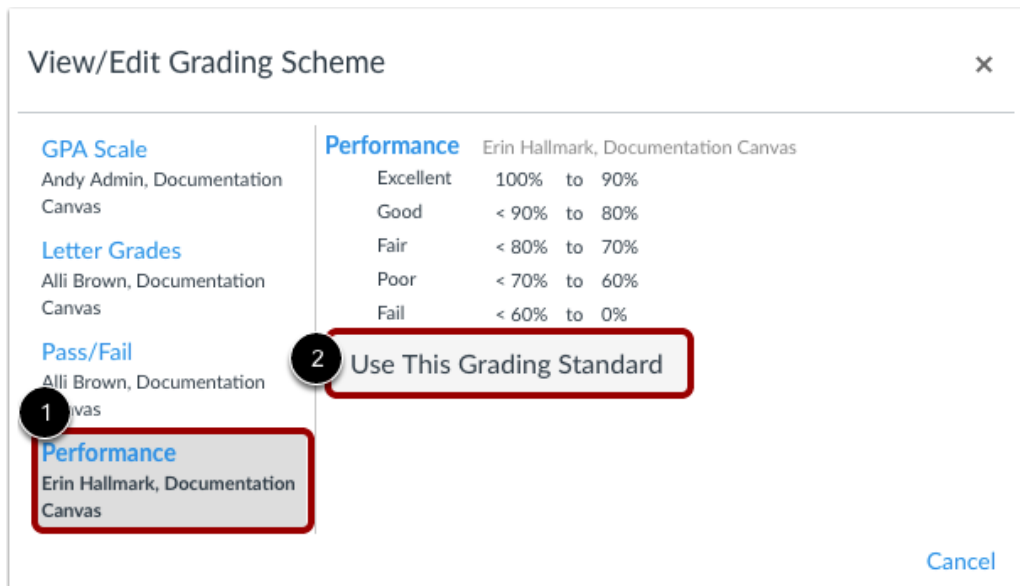 View/Edit Grading Scheme ×
GPA Scale
Andy Admin, Documentation
Canvas
Letter Grades
Alli Brown, Documentation
Canvas
Pass/Fail
Alli Brown, Documentation
vas
1
Performance
Erin Hallmark, Documentation
Canvas
Performance Erin Hallmark, Documentation Canvas
Excellent 100% to 90%
Good < 90% to 80%
Fair < 80% to 70%
Poor < 70% to 60%
Fail < 60% to 0%
2 Use This Grading Standard
Cancel